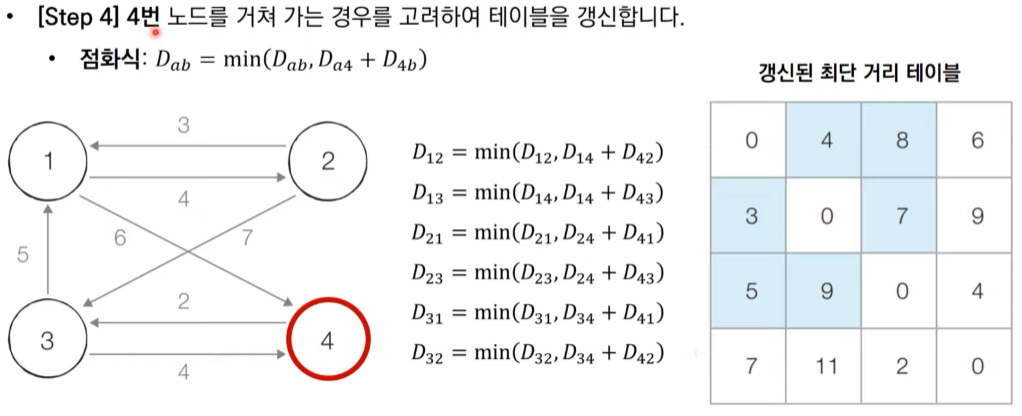 • [Step 4] 4번 노드를 거쳐 가는 경우를 고려하여 테이블을 갱신합니다.
• 점화식: D_{ab} = min(D_{ab}, D_{a4} + D_{4b})
갱신된 최단 거리 테이블
1
2
3
4
3
4
6
7
5
2
4
D_{12} = min(D_{12}, D_{14} + D_{42})
D_{13} = min(D_{14}, D_{14} + D_{43})
D_{21} = min(D_{21}, D_{24} + D_{41})
D_{23} = min(D_{23}, D_{24} + D_{43})
D_{31} = min(D_{31}, D_{34} + D_{41})
D_{32} = min(D_{32}, D_{34} + D_{42})
0 4 8 6
3 0 7 9
5 9 0 4
7 11 2 0